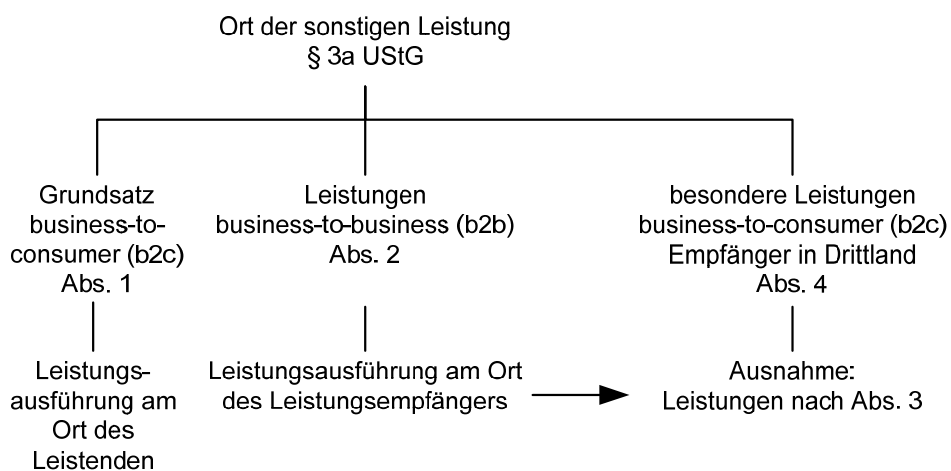 Ort der sonstigen Leistung
§ 3a UStG
Grundsatz
business-to-
consumer (b2c)
Abs. 1
Leistungen
business-to-business (b2b)
Abs. 2
besondere Leistungen
business-to-consumer (b2c)
Empfänger in Drittland
Abs. 4
Leistungs-
ausführung am
Ort des
Leistenden
Leistungsausführung am Ort
des Leistungsempfängers
Ausnahme:
Leistungen nach Abs. 3